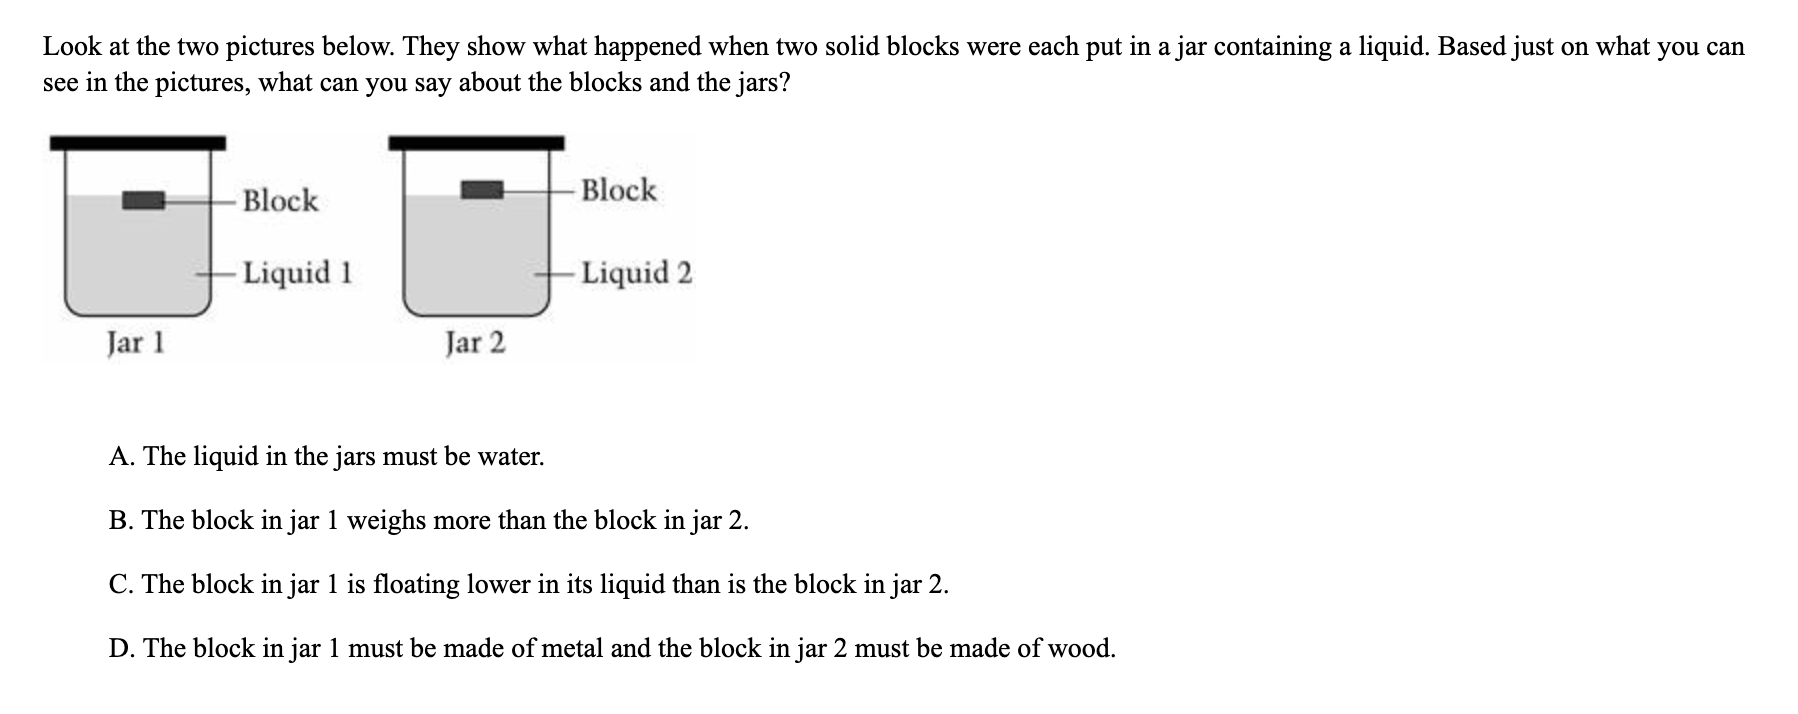 Look at the two pictures below. They show what happened when two solid blocks were each put in a jar containing a liquid. Based just on what you can
see in the pictures, what can you say about the blocks and the jars?
Block
Liquid 1
Jar 1
Block
Liquid 2
Jar 2
A. The liquid in the jars must be water.
B. The block in jar 1 weighs more than the block in jar 2.
C. The block in jar 1 is floating lower in its liquid than is the block in jar 2.
D. The block in jar 1 must be made of metal and the block in jar 2 must be made of wood.